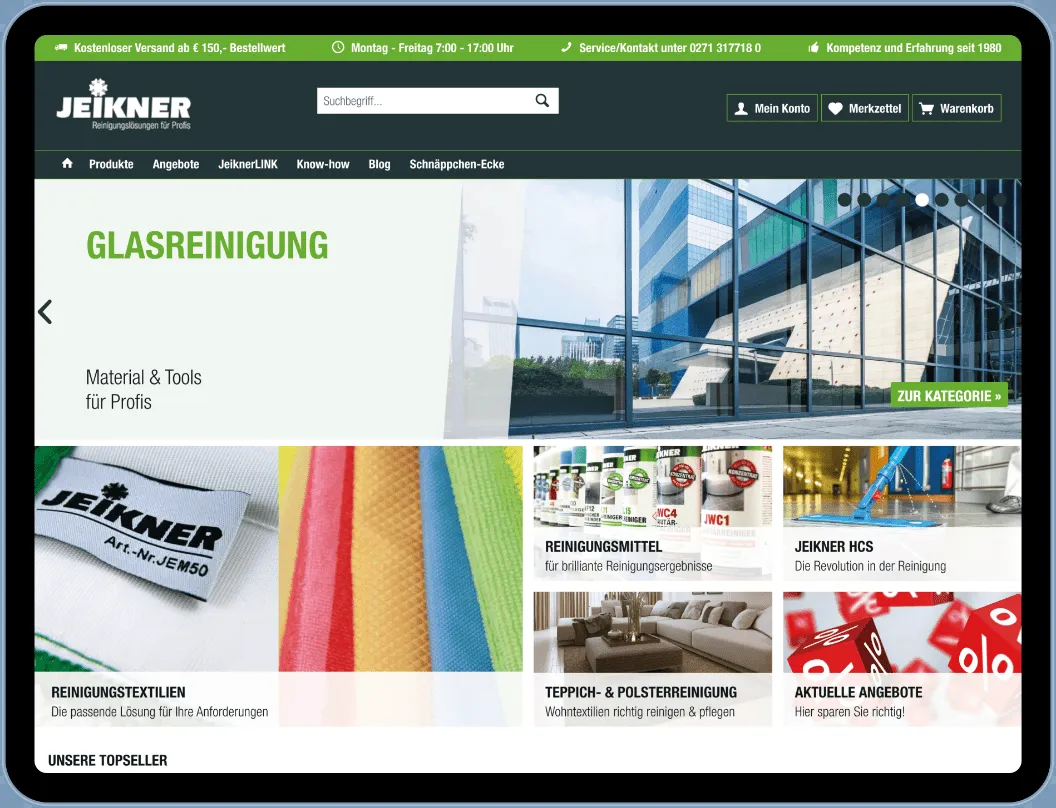 Kostenloser Versand ab € 150,- Bestellwert
Montag - Freitag 7:00 - 17:00 Uhr
Service/Kontakt unter 0271 317718 0
Kompetenz und Erfahrung seit 1980
JEIKNER
Reinigungslösungen für Profis
Suchbegriff...
Mein Konto
Merkzettel
Warenkorb
Produkte
Angebote
JeiknerLINK
Know-how
Blog
Schnäppchen-Ecke
GLASREINIGUNG
Material & Tools
für Profis
ZUR KATEGORIE »
JEIKNER
Art.-Nr.JEM50
REINIGUNGSTEXTILIEN
Die passende Lösung für Ihre Anforderungen
KONZENTRAT
JWC1
REINIGUNGSMITTEL
für brilliante Reinigungsergebnisse
JEIKNER HCS
Die Revolution in der Reinigung
TEPPICH- & POLSTERREINIGUNG
Wohntextilien richtig reinigen & pflegen
%
%
%
AKTUELLE ANGEBOTE
Hier sparen Sie richtig!
UNSERE TOPSELLER